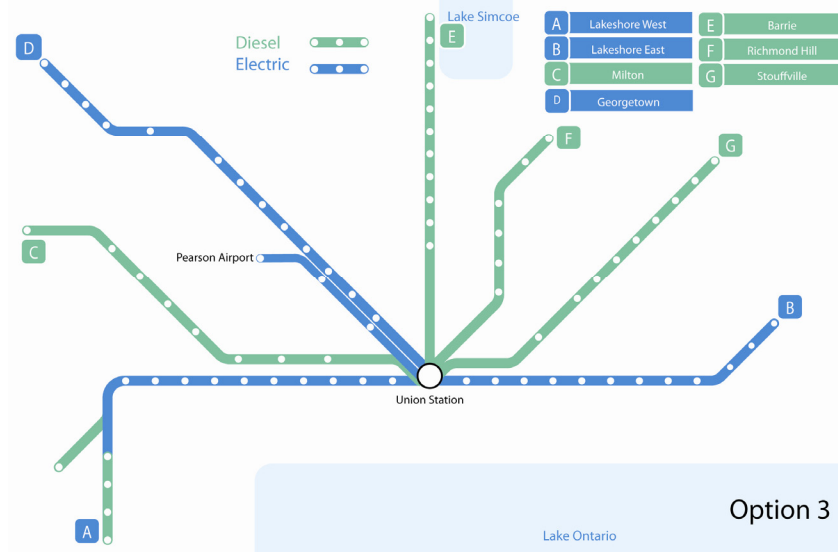 Lake Simcoe
A Lakeshore West
E Barrie
B Lakeshore East
F Richmond Hill
C Milton
G Stouffville
D Georgetown
Diesel
Electric
D
E
F
G
Pearson Airport
C
B
Union Station
A
Option 3
Lake Ontario